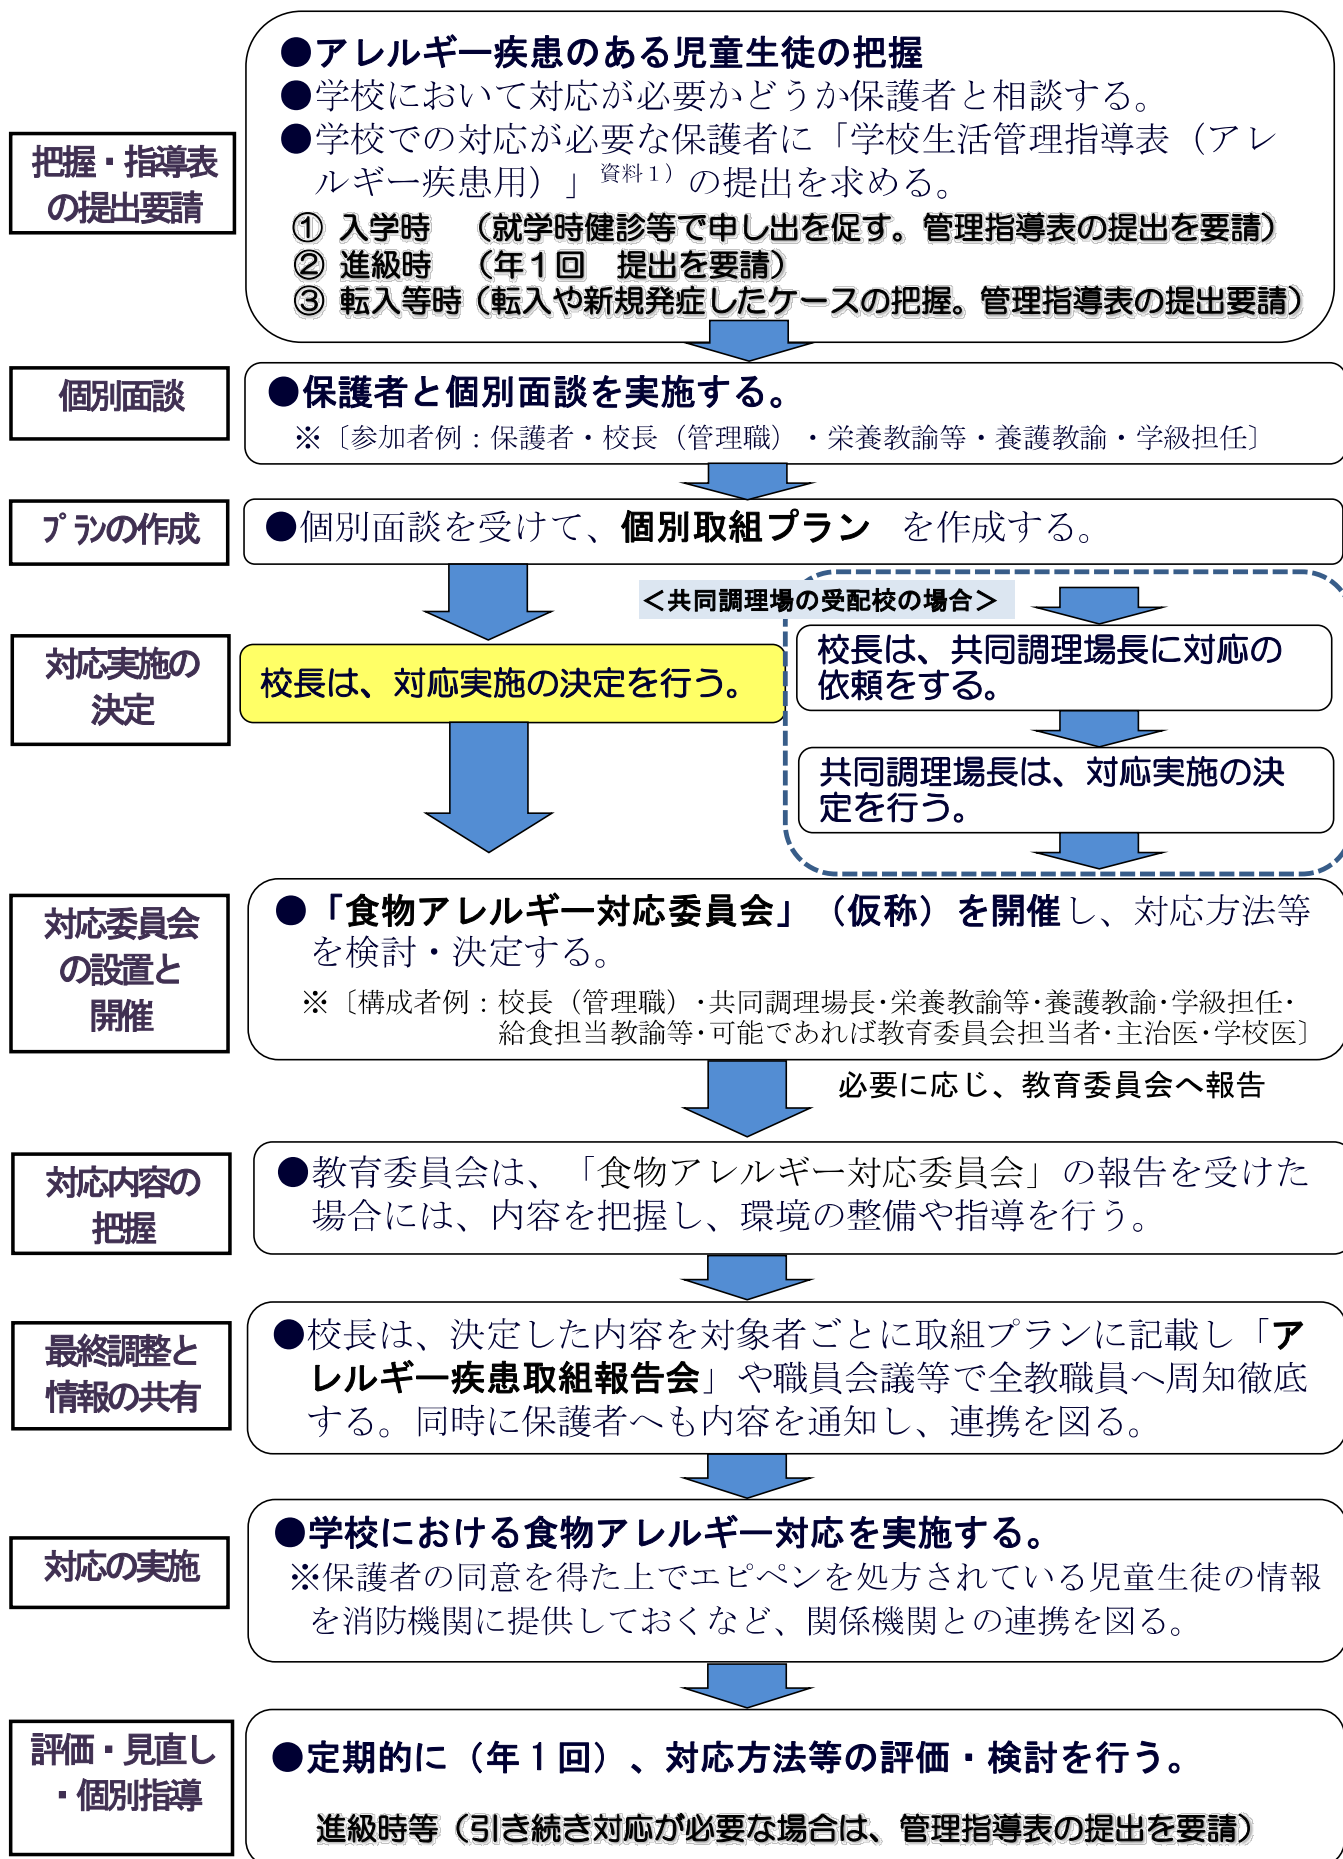 把握・指導表
の提出要請
●アレルギー疾患のある児童生徒の把握
●学校において対応が必要かどうか保護者と相談する。
●学校での対応が必要な保護者に「学校生活管理指導表（アレ
ルギー疾患用）」資料１）の提出を求める。
① 入学時　（就学時健診等で申し出を促す。管理指導表の提出を要請）
② 進級時　（年１回　提出を要請）
③ 転入等時（転入や新規発症したケースの把握。管理指導表の提出要請）
個別面談
●保護者と個別面談を実施する。
※〔参加者例：保護者・校長（管理職）・栄養教諭等・養護教諭・学級担任〕
プランの作成
●個別面談を受けて、個別取組プラン　を作成する。
＜共同調理場の受配校の場合＞
対応実施の
決定
校長は、対応実施の決定を行う。
校長は、共同調理場長に対応の
依頼をする。
共同調理場長は、対応実施の決
定を行う。
対応委員会
の設置と
開催
●「食物アレルギー対応委員会」（仮称）を開催し、対応方法等
を検討・決定する。
※〔構成者例：校長（管理職）・共同調理場長・栄養教諭等・養護教諭・学級担任・
給食担当教諭等・可能であれば教育委員会担当者・主治医・学校医〕
必要に応じ、教育委員会へ報告
対応内容の
把握
●教育委員会は、「食物アレルギー対応委員会」の報告を受けた
場合には、内容を把握し、環境の整備や指導を行う。
最終調整と
情報の共有
●校長は、決定した内容を対象者ごとに取組プランに記載し「ア
レルギー疾患取組報告会」や職員会議等で全教職員へ周知徹底
する。同時に保護者へも内容を通知し、連携を図る。
対応の実施
●学校における食物アレルギー対応を実施する。
※保護者の同意を得た上でエピペンを処方されている児童生徒の情報
を消防機関に提供しておくなど、関係機関との連携を図る。
評価・見直し
・個別指導
●定期的に（年１回）、対応方法等の評価・検討を行う。
進級時等（引き続き対応が必要な場合は、管理指導表の提出を要請）